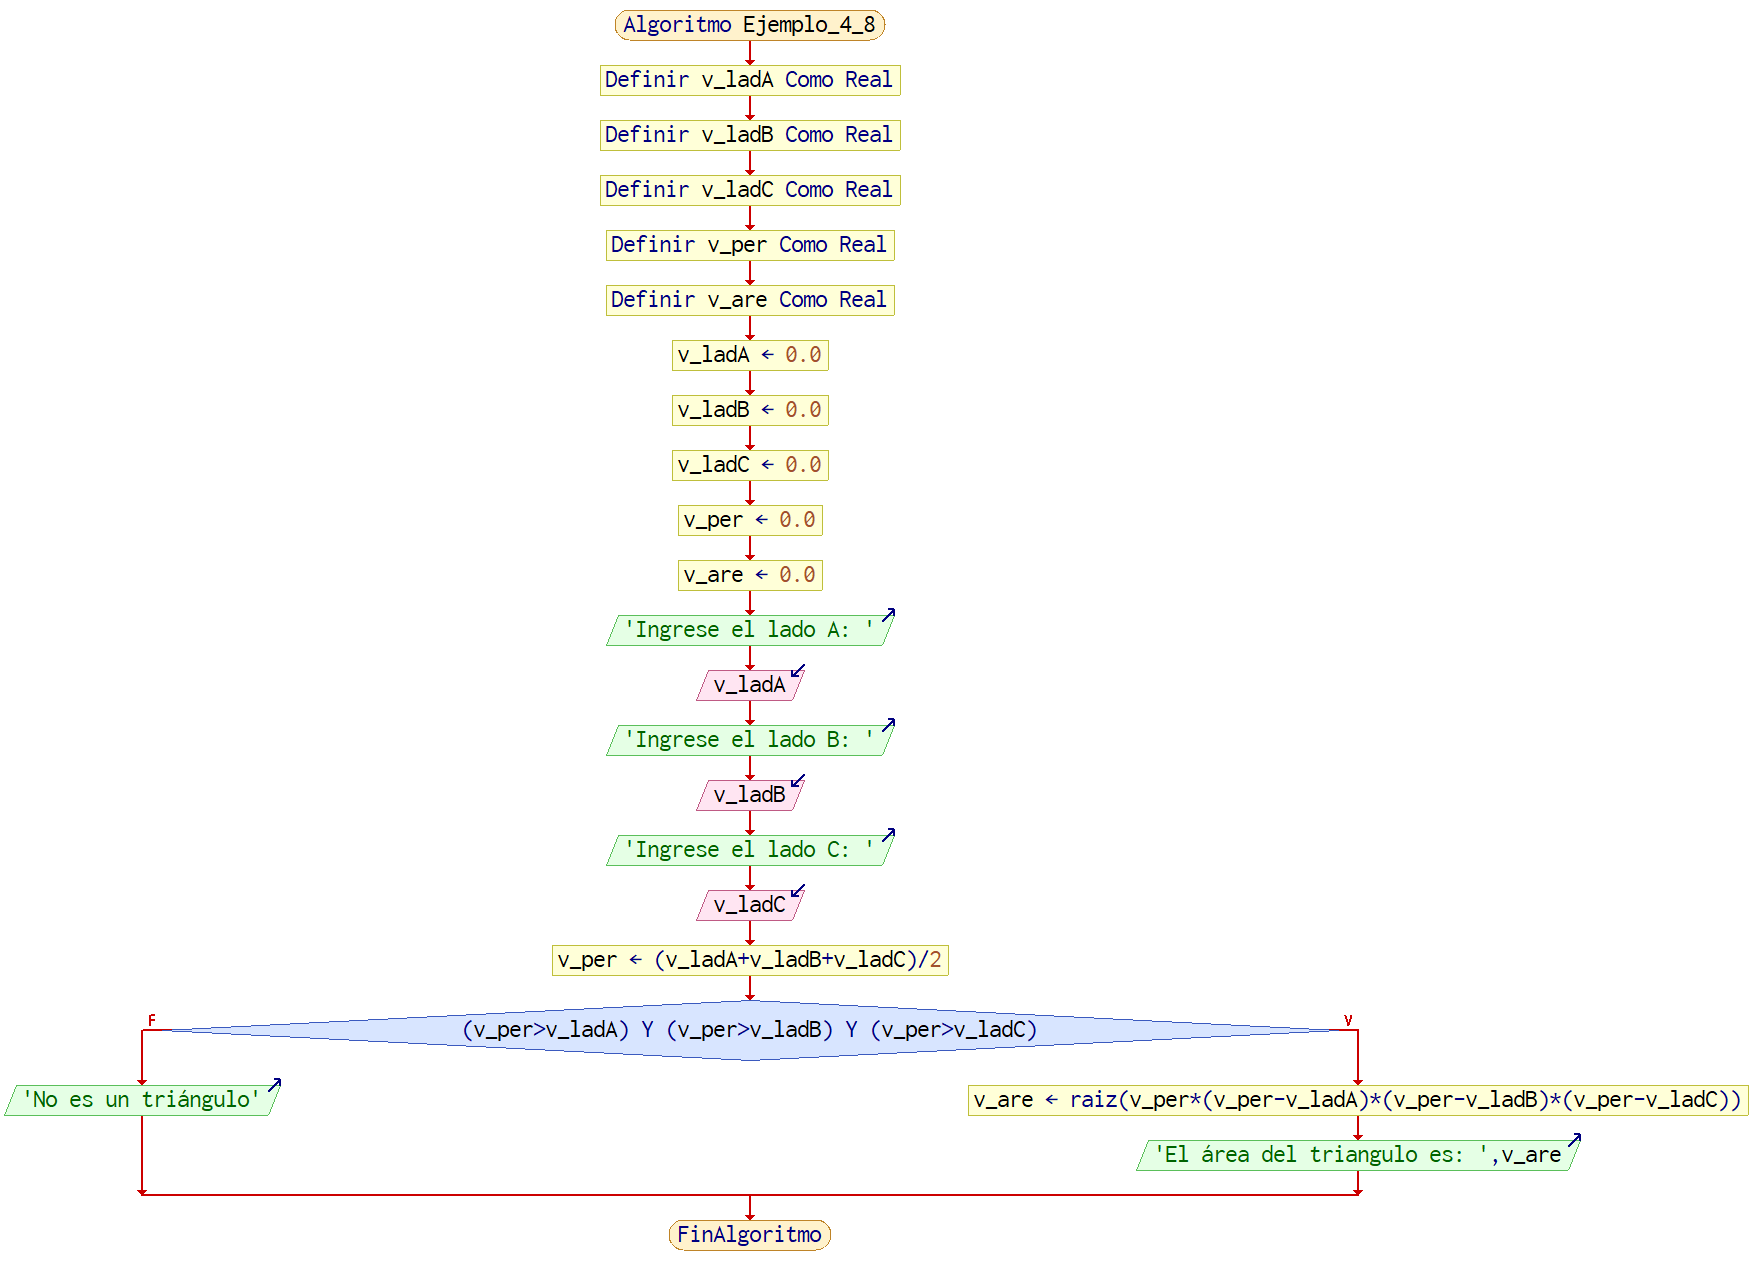 Algoritmo Ejemplo_4_8
Definir v_ladA Como Real
Definir v_ladB Como Real
Definir v_ladC Como Real
Definir v_per Como Real
Definir v_are Como Real
v_ladA ← 0.0
v_ladB ← 0.0
v_ladC ← 0.0
v_per ← 0.0
v_are ← 0.0
'Ingrese el lado A: '
v_ladA
'Ingrese el lado B: '
v_ladB
'Ingrese el lado C: '
v_ladC
v_per ← (v_ladA+v_ladB+v_ladC)/2
F
(v_per>v_ladA) Y (v_per>v_ladB) Y (v_per>v_ladC)
V
'No es un triángulo'
v_are ← raiz(v_per*(v_per-v_ladA)*(v_per-v_ladB)*(v_per-v_ladC))
'El área del triangulo es: ',v_are
FinAlgoritmo